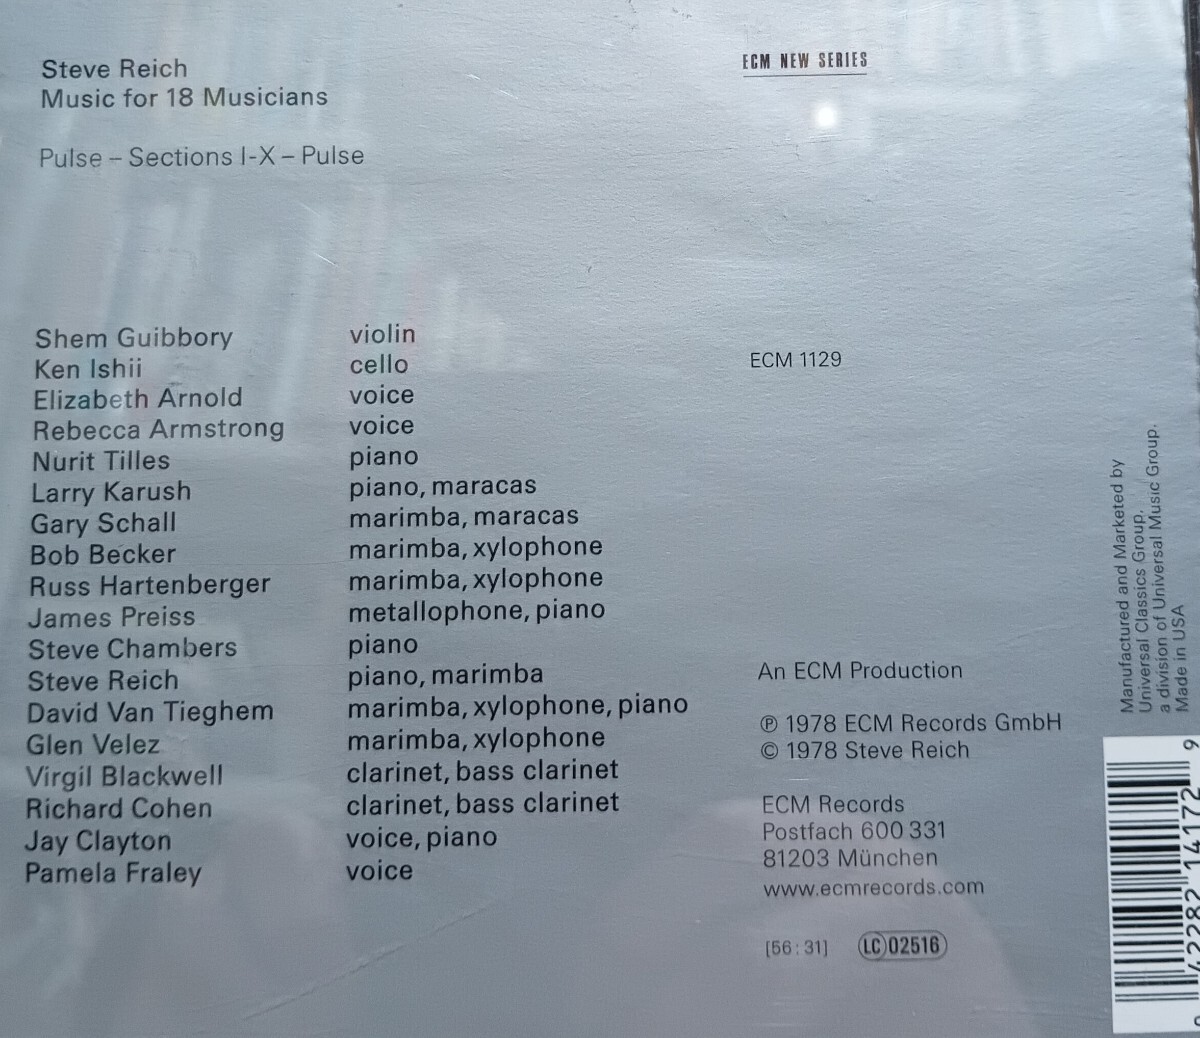 Steve Reich
Music for 18 Musicians
Pulse – Sections I-X – Pulse
ECM NEW SERIES
Shem Guibbory violin
Ken Ishii cello
Elizabeth Arnold voice
Rebecca Armstrong voice
Nurit Tilles piano
Larry Karush piano, maracas
Gary Schall marimba, maracas
Bob Becker marimba, xylophone
Russ Hartenberger marimba, xylophone
James Preiss metallophone, piano
Steve Chambers piano
Steve Reich piano, marimba
David Van Tieghem marimba, xylophone, piano
Glen Velez marimba, xylophone
Virgil Blackwell clarinet, bass clarinet
Richard Cohen clarinet, bass clarinet
Jay Clayton voice, piano
Pamela Fraley voice
ECM 1129
An ECM Production
℗ 1978 ECM Records GmbH
© 1978 Steve Reich
ECM Records
Postfach 600 331
81203 München
www.ecmrecords.com
[56:31] LC 02516
Manufactured and Marketed by
Universal Classics Group,
a division of Universal Music Group.
Made in USA
0 42282 14172 9